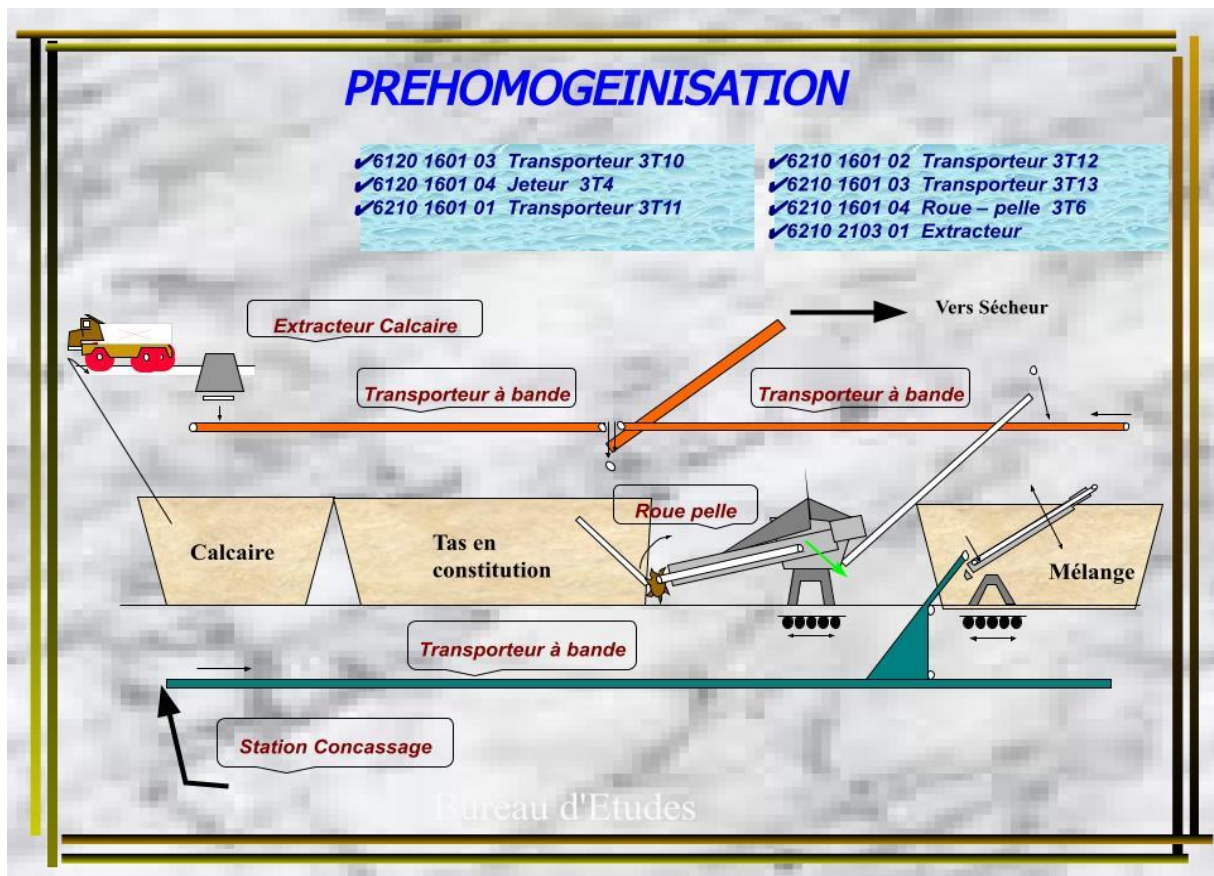 PREHOMOGEINISATION
✔6120 1601 03 Transporteur 3T10
✔6120 1601 04 Jeteur 3T4
✔6210 1601 01 Transporteur 3T11
✔6210 1601 02 Transporteur 3T12
✔6210 1601 03 Transporteur 3T13
✔6210 1601 04 Roue – pelle 3T6
✔6210 2103 01 Extracteur
Extracteur Calcaire
Vers Sécheur
Transporteur à bande
Transporteur à bande
Roue pelle
Calcaire
Tas en
constitution
Mélange
Transporteur à bande
Station Concassage
Bureau d'Etudes